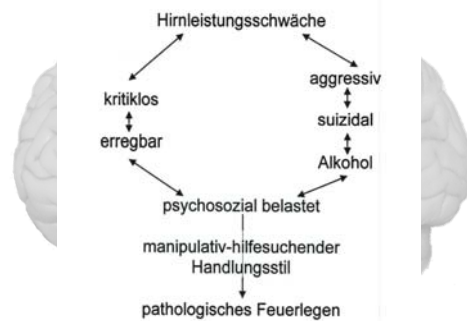 Hirnleistungsschwäche
kritiklos
erregbar
aggressiv
suizidal
Alkohol
psychosozial belastet
manipulativ-hilfesuchender
Handlungsstil
pathologisches Feuerlegen